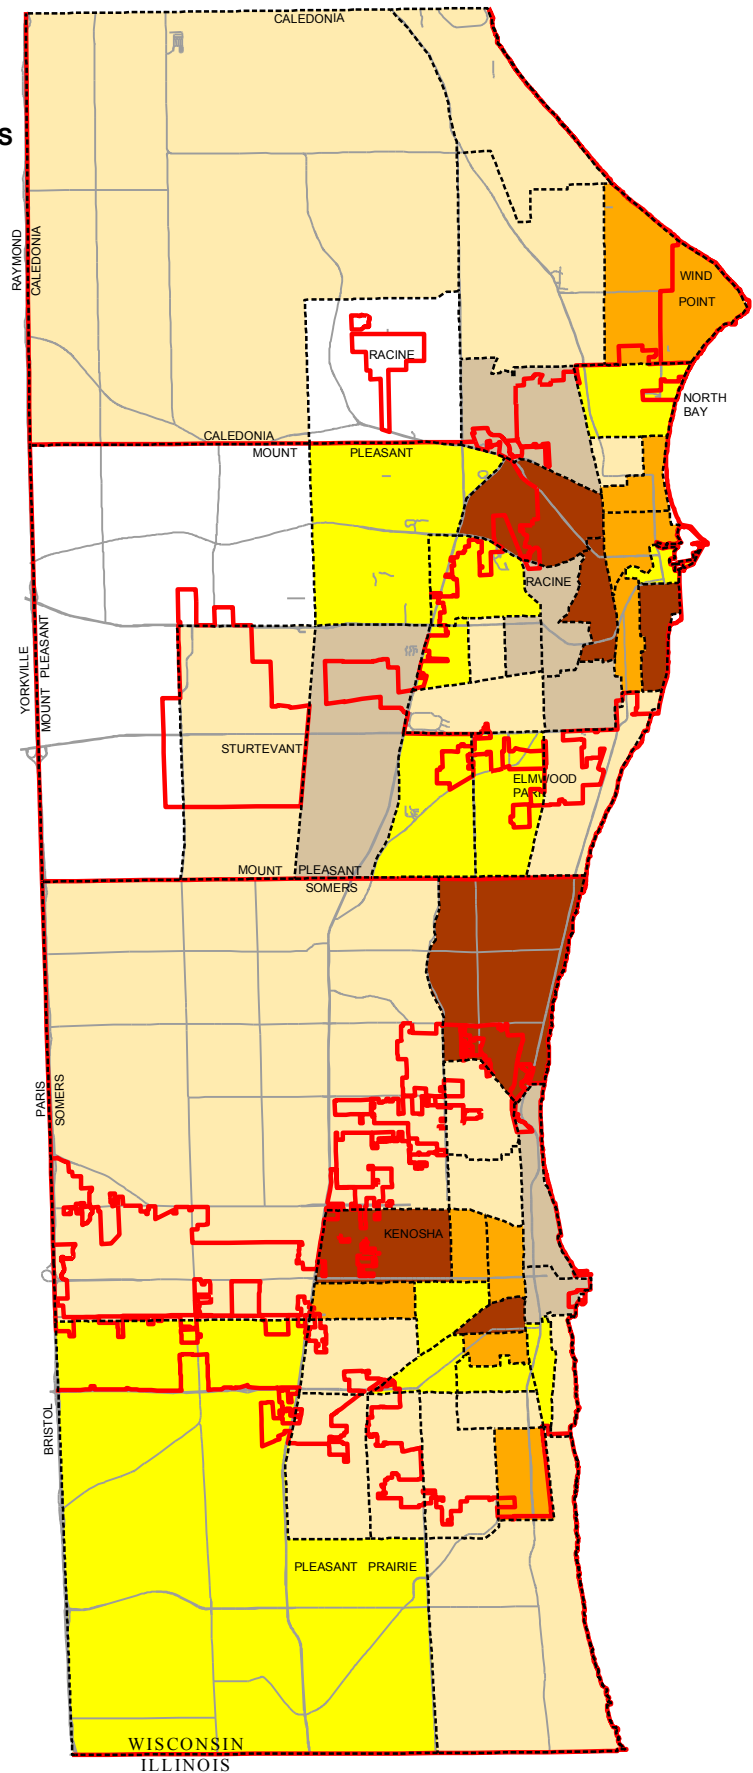 CALEDONIA
S
RAYMOND
CALEDONIA
WIND
POINT
RACINE
NORTH
BAY
CALEDONIA
MOUNT PLEASANT
RACINE
YORKVILLE
MOUNT PLEASANT
STURTEVANT
ELMWOOD
PARK
MOUNT PLEASANT
SOMERS
PARIS
SOMERS
KENOSHA
BRISTOL
PLEASANT PRAIRIE
WISCONSIN
ILLINOIS